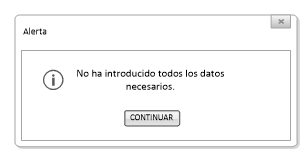 Alerta
No ha introducido todos los datos
necesarios.
CONTINUAR